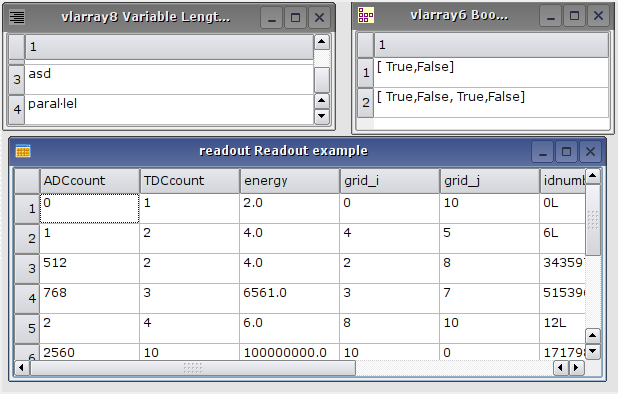 vlarray8 Variable Lengt...
1
3 asd
4 paral·lel
vlarray6 Boo...
1
1 [ True,False]
2 [ True,False, True,False]
readout Readout example
ADCcount TDCcount energy grid_i grid_j idnumb
1 0 1 2.0 0 10 0L
2 1 2 4.0 4 5 6L
3 512 2 4.0 2 8 343597
4 768 3 6561.0 3 7 515396
5 2 4 6.0 8 10 12L
6 2560 10 100000000.0 10 0 171798